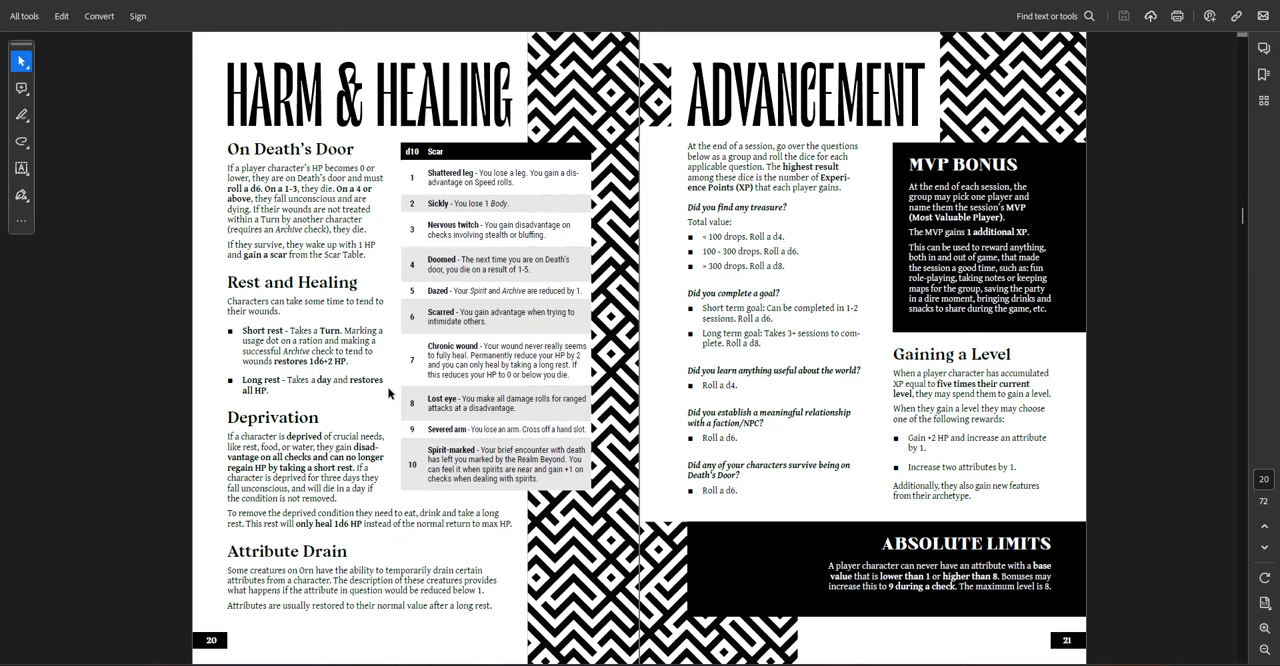 All tools
Edit
Convert
Sign
Find text or tools
HARM & HEALING
On Death's Door
If a player character's HP becomes 0 or
lower, they are on Death's door and must
roll a d6. On a 1-3, they die. On a 4 or
above, they fall unconscious and are
dying. If their wounds are not treated
within a Turn by another character
(requires an Archive check), they die.
If they survive, they wake up with 1 HP
and gain a scar from the Scar Table.
Rest and Healing
Characters can take some time to tend to
their wounds.
■ Short rest - Takes a Turn. Marking a
usage dot on a ration and making a
successful Archive check to tend to
wounds restores 1d6+2 HP.
■ Long rest - Takes a day and restores
all HP.
Deprivation
If a character is deprived of crucial needs,
like rest, food, or water, they gain disad-
vantage on all checks and can no longer
regain HP by taking a short rest. If a
character is deprived for three days they
fall unconscious, and will die in a day if
the condition is not removed.
To remove the deprived condition they need to eat, drink and take a long
rest. This rest will only heal 1d6 HP instead of the normal return to max HP.
Attribute Drain
Some creatures on Orn have the ability to temporarily drain certain
attributes from a character. The description of these creatures provides
what happens if the attribute in question would be reduced below 1.
Attributes are usually restored to their normal value after a long rest.
d10 Scar
1 Shattered leg - You lose a leg. You gain a dis-
advantage on Speed rolls.
2 Sickly - You lose 1 Body.
3 Nervous twitch - You gain disadvantage on
checks involving stealth or bluffing.
4 Doomed - The next time you are on Death's
door, you die on a result of 1-5.
5 Dazed - Your Spirit and Archive are reduced by 1.
6 Scarred - You gain advantage when trying to
intimidate others.
7 Chronic wound - Your wound never really seems
to fully heal. Permanently reduce your HP by 2
and you can only heal by taking a long rest. If
this reduces your HP to 0 or below you die.
8 Lost eye - You make all damage rolls for ranged
attacks at a disadvantage.
9 Severed arm - You lose an arm. Cross off a hand slot.
10 Spirit-marked - Your brief encounter with death
has left you marked by the Realm Beyond. You
can feel it when spirits are near and gain +1 on
checks when dealing with spirits.
20
ADVANCEMENT
At the end of a session, go over the questions
below as a group and roll the dice for each
applicable question. The highest result
among these dice is the number of Experi-
ence Points (XP) that each player gains.
Did you find any treasure?
Total value:
■ < 100 drops. Roll a d4.
■ 100 - 300 drops. Roll a d6.
■ > 300 drops. Roll a d8.
Did you complete a goal?
■ Short term goal: Can be completed in 1-2
sessions. Roll a d6.
■ Long term goal: Takes 3+ sessions to com-
plete. Roll a d8.
Did you learn anything useful about the world?
■ Roll a d4.
Did you establish a meaningful relationship
with a faction/NPC?
■ Roll a d6.
Did any of your characters survive being on
Death's Door?
■ Roll a d6.
MVP BONUS
At the end of each session, the
group may pick one player and
name them the session's MVP
(Most Valuable Player).
The MVP gains 1 additional XP.
This can be used to reward anything,
both in and out of game, that made
the session a good time, such as: fun
role-playing, taking notes or keeping
maps for the group, saving the party
in a dire moment, bringing drinks and
snacks to share during the game, etc.
Gaining a Level
When a player character has accumulated
XP equal to five times their current
level, they may spend them to gain a level.
When they gain a level they may choose
one of the following rewards:
■ Gain +2 HP and increase an attribute
by 1.
■ Increase two attributes by 1.
Additionally, they also gain new features
from their archetype.
ABSOLUTE LIMITS
A player character can never have an attribute with a base
value that is lower than 1 or higher than 8. Bonuses may
increase this to 9 during a check. The maximum level is 8.
21
20
72